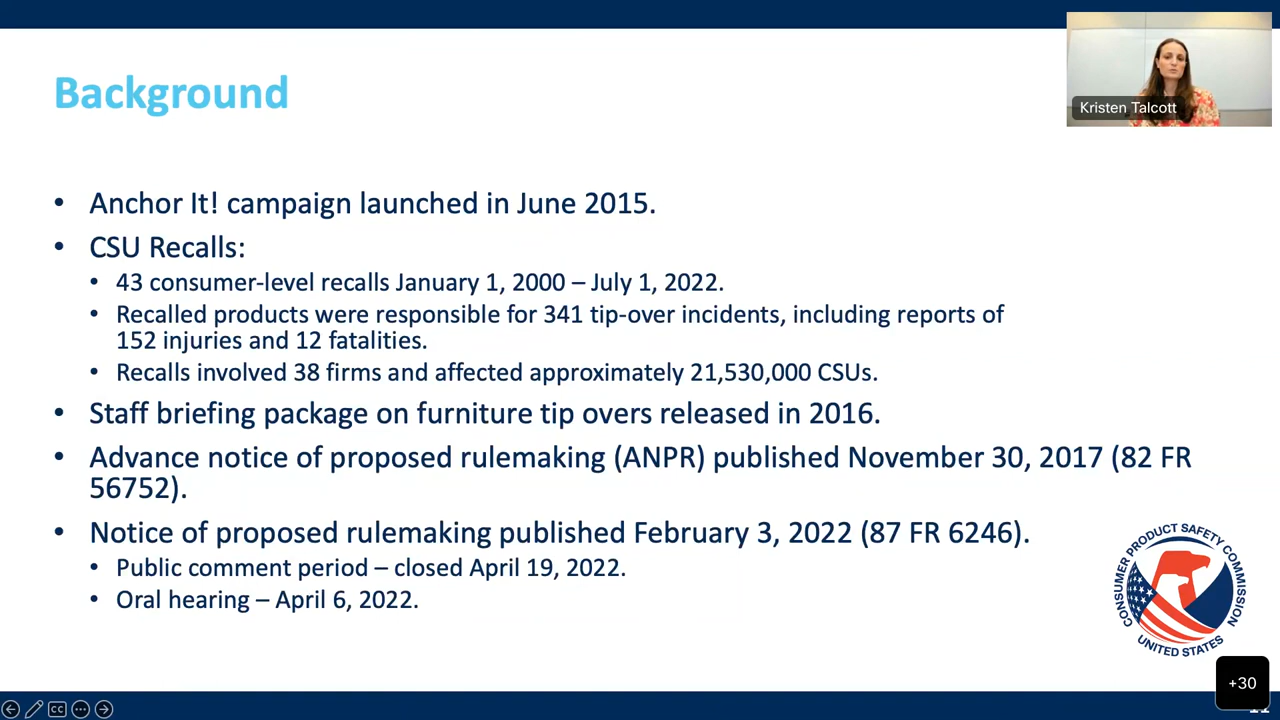 Background
Kristen Talcott
• Anchor It! campaign launched in June 2015.
• CSU Recalls:
• 43 consumer-level recalls January 1, 2000 – July 1, 2022.
• Recalled products were responsible for 341 tip-over incidents, including reports of
152 injuries and 12 fatalities.
• Recalls involved 38 firms and affected approximately 21,530,000 CSUs.
• Staff briefing package on furniture tip overs released in 2016.
• Advance notice of proposed rulemaking (ANPR) published November 30, 2017 (82 FR
56752).
• Notice of proposed rulemaking published February 3, 2022 (87 FR 6246).
• Public comment period – closed April 19, 2022.
• Oral hearing – April 6, 2022.
CONSUMER PRODUCT SAFETY COMMISSION
UNITED STATES
+30
CC